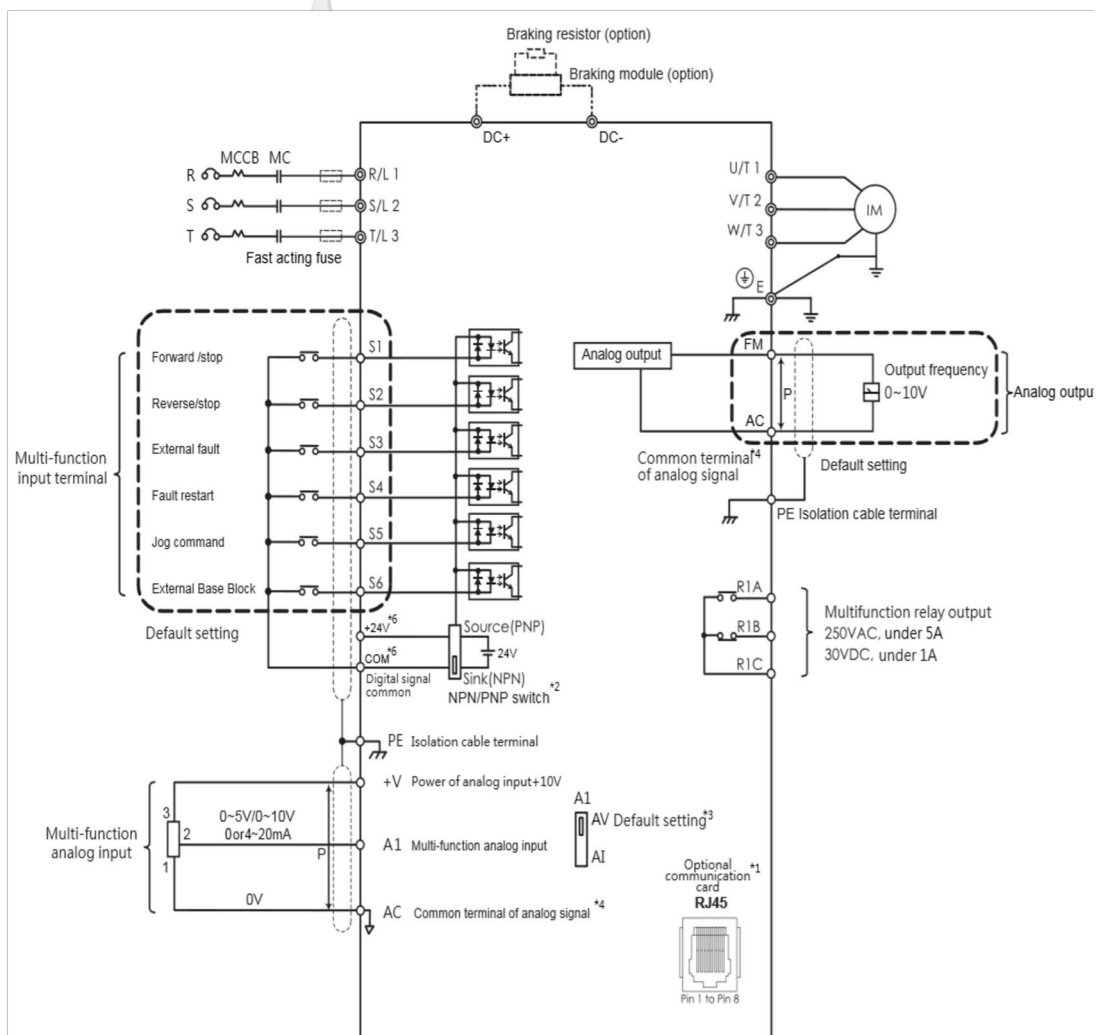 Braking resistor (option)
Braking module (option)
DC+
DC-
MCCB MC
R
R/L 1
S
S/L 2
T
T/L 3
Fast acting fuse
U/T 1
V/T 2
W/T 3
IM
E
Multi-function
input terminal
Forward /stop
S1
Reverse/stop
S2
External fault
S3
Fault restart
S4
Jog command
S5
External Base Block
S6
Default setting
+24V*6
COM*6
Digital signal
common
Source(PNP)
24V
Sink(NPN)
NPN/PNP switch*2
PE Isolation cable terminal
Analog output
FM
P
AC
Output frequency
0~10V
Analog output
Common terminal*4
of analog signal
Default setting
PE Isolation cable terminal
R1A
R1B
R1C
Multifunction relay output
250VAC, under 5A
30VDC, under 1A
Multi-function
analog input
3
2
1
0~5V/0~10V
0or4~20mA
0V
P
+V Power of analog input+10V
A1 Multi-function analog input
AC Common terminal of analog signal*4
A1
AV Default setting*3
AI
Optional
communication*1
card
RJ45
Pin 1 to Pin 8